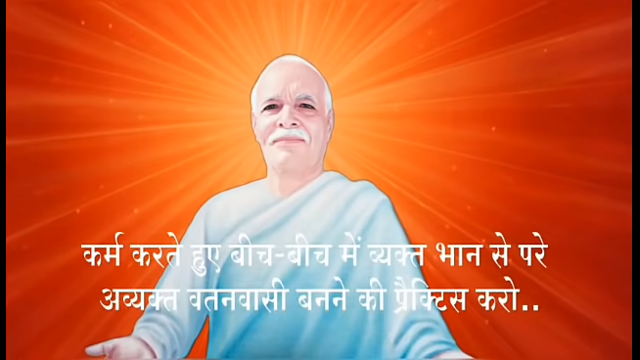 कर्म करते हुए बीच-बीच में व्यक्त भान से परे
अव्यक्त वतनवासी बनने की प्रैक्टिस करो..